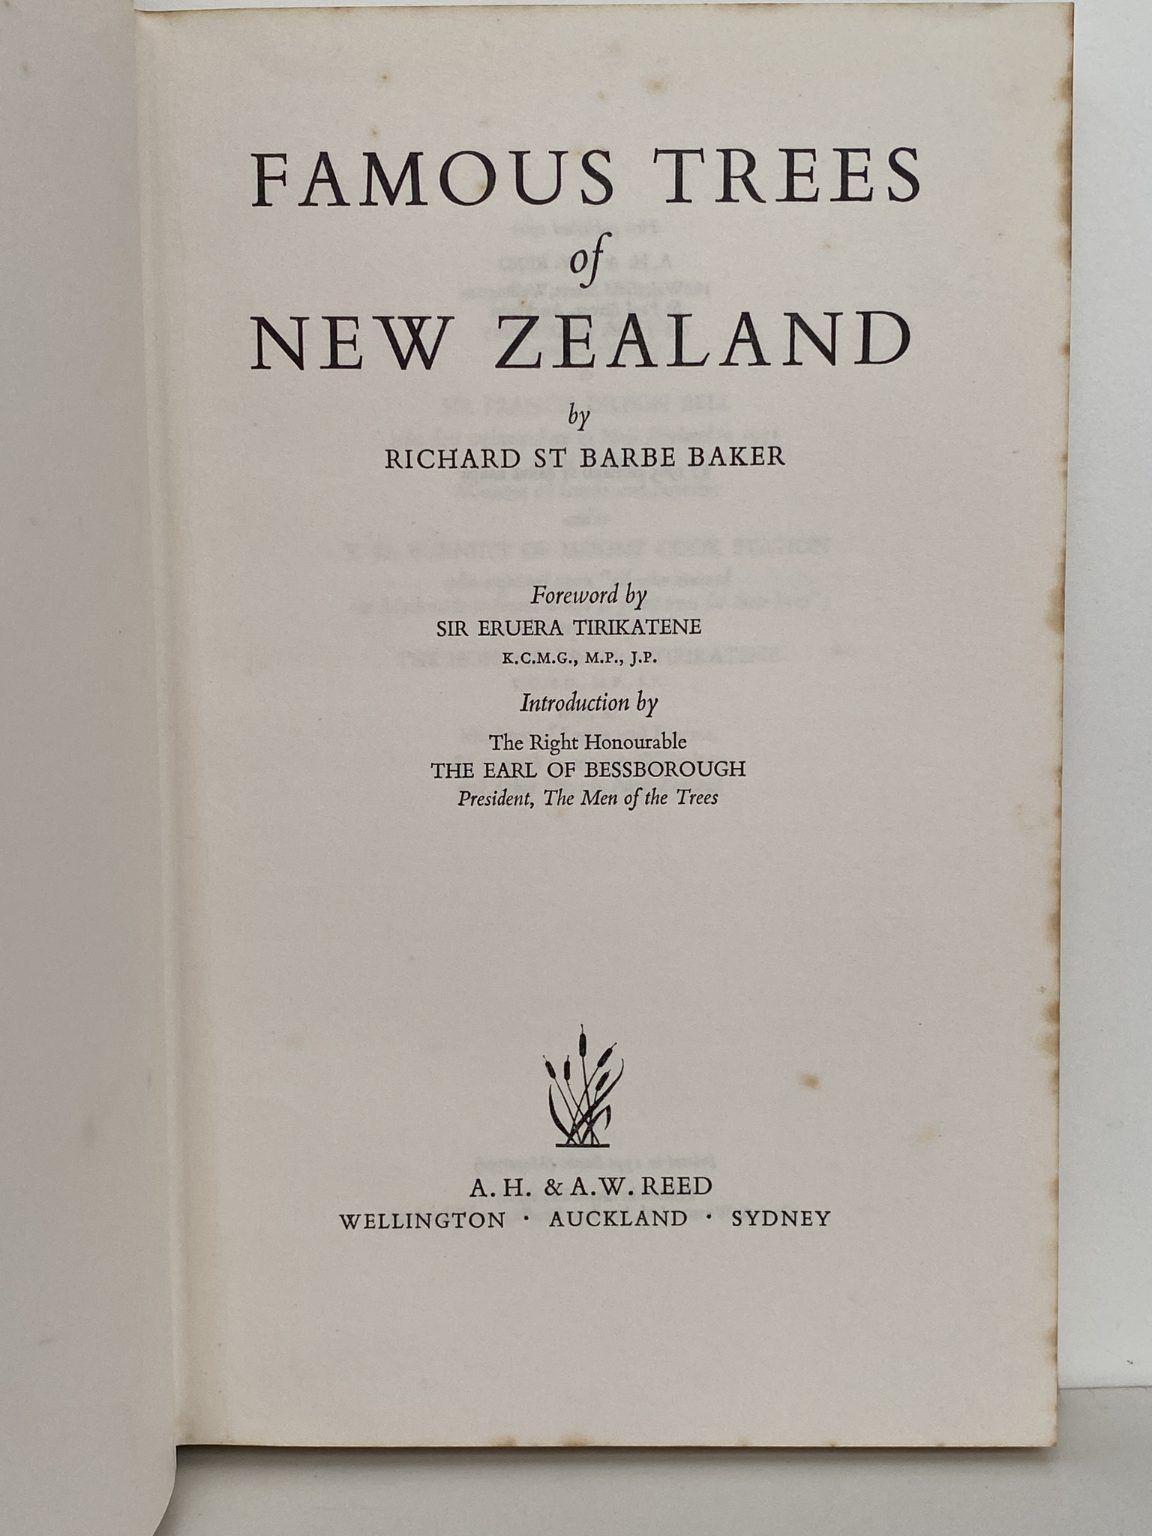 FAMOUS TREES
of
NEW ZEALAND
by
RICHARD ST BARBE BAKER
Foreword by
SIR ERUERA TIRIKATENE
K.C.M.G., M.P., J.P.
Introduction by
The Right Honourable
THE EARL OF BESSBOROUGH
President, The Men of the Trees
A. H. & A. W. REED
WELLINGTON · AUCKLAND · SYDNEY